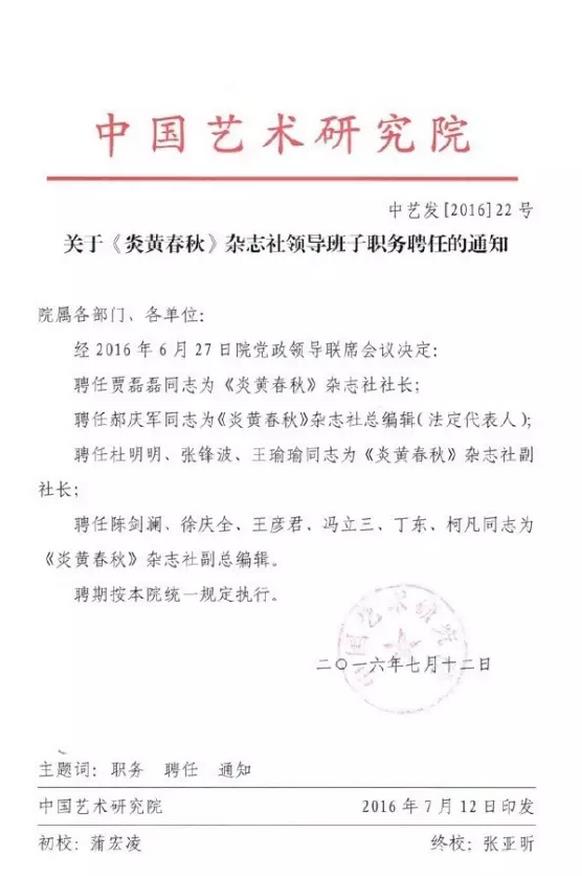 中国艺术研究院
中艺发[2016]22号
关于《炎黄春秋》杂志社领导班子职务聘任的通知
院属各部门、各单位：
经2016年6月27日院党政领导联席会议决定：
聘任贾磊磊同志为《炎黄春秋》杂志社社长；
聘任郝庆军同志为《炎黄春秋》杂志社总编辑(法定代表人)；
聘任杜明明、张锋波、王瑜瑜同志为《炎黄春秋》杂志社副
社长；
聘任陈剑澜、徐庆全、王彦君、冯立三、丁东、柯凡同志为
《炎黄春秋》杂志社副总编辑。
聘期按本院统一规定执行。
中国艺术研究院
二〇一六年七月十二日
主题词：职务 聘任 通知
中国艺术研究院 2016年7月12日印发
初校：蒲宏凌 终校：张亚昕